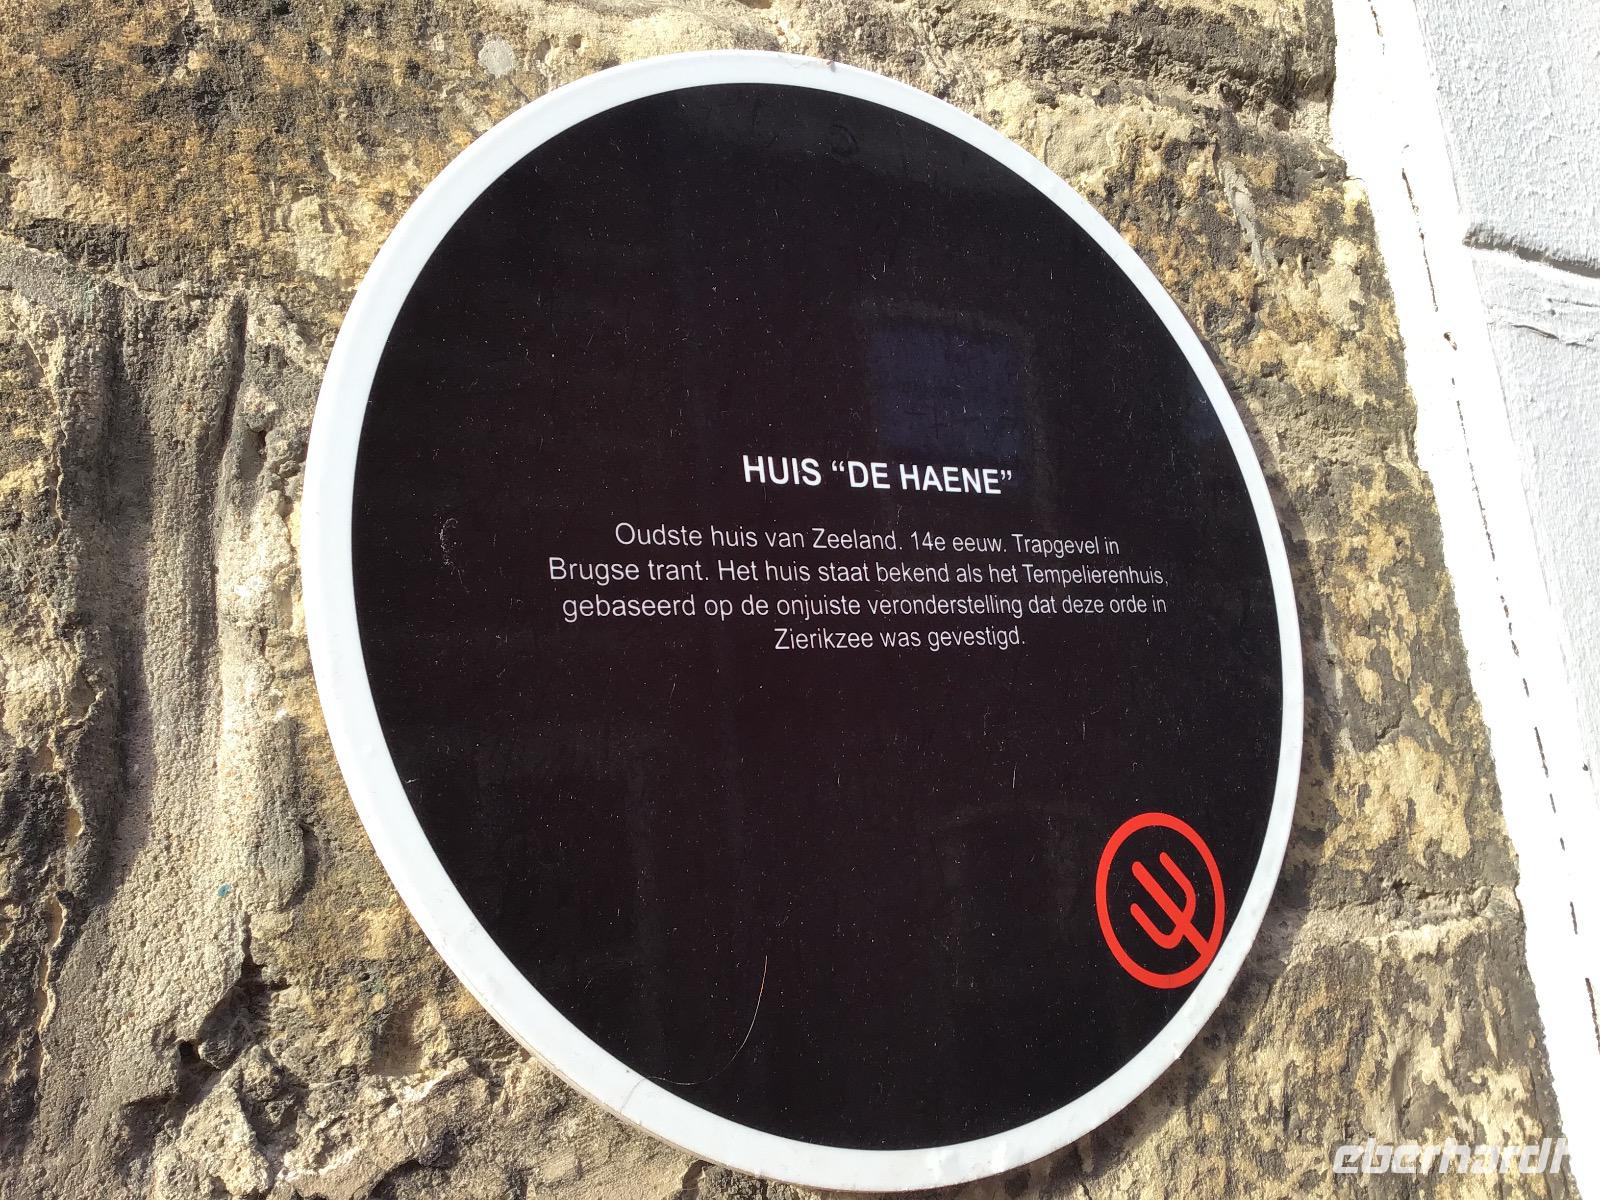 HUIS “DE HAENE”
Oudste huis van Zeeland. 14e eeuw. Trapgevel in
Brugse trant. Het huis staat bekend als het Tempelierenhuis,
gebaseerd op de onjuiste veronderstelling dat deze orde in
Zierikzee was gevestigd.
eberhardt